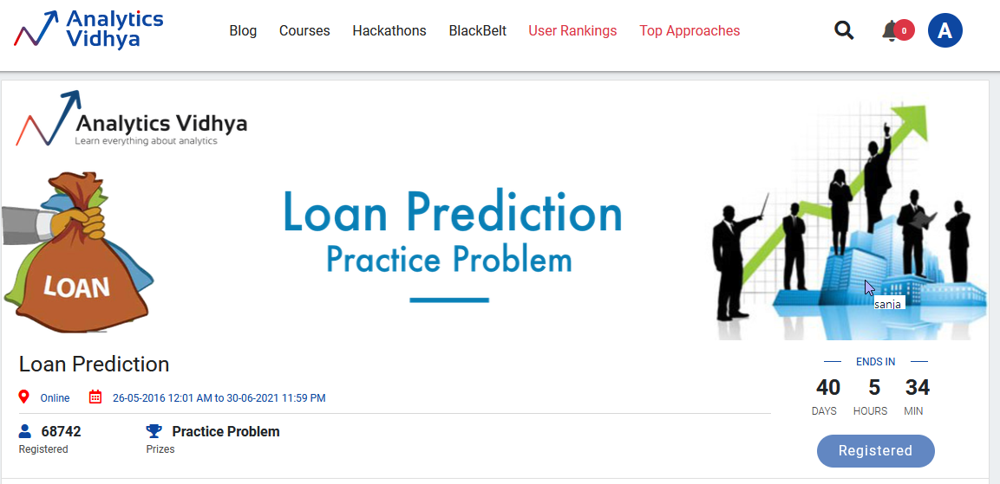 Analytics
Vidhya
Blog Courses Hackathons BlackBelt User Rankings Top Approaches
0
A
Analytics Vidhya
Learn everything about analytics
LOAN
Loan Prediction
Practice Problem
sanja
Loan Prediction
Online 26-05-2016 12:01 AM to 30-06-2021 11:59 PM
68742 Practice Problem
Registered Prizes
ENDS IN
40 5 34
DAYS HOURS MIN
Registered